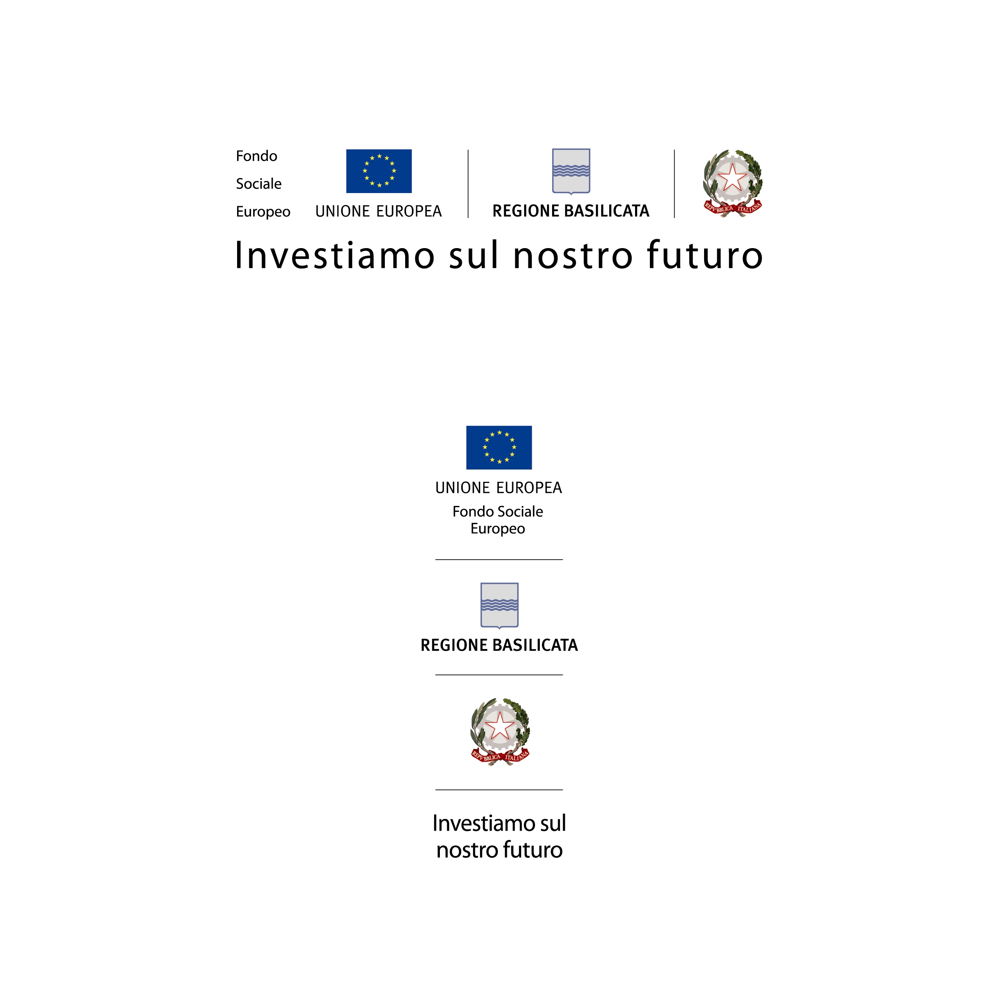 Fondo
Sociale
Europeo
UNIONE EUROPEA
REGIONE BASILICATA
REPVBBLICA ITALIANA
Investiamo sul nostro futuro
UNIONE EUROPEA
Fondo Sociale
Europeo
REGIONE BASILICATA
REPVBBLICA ITALIANA
Investiamo sul
nostro futuro